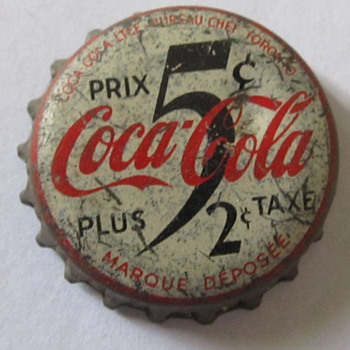 COCA-COLA LTÉE BUREAU-CHEF TORONTO
PRIX 5¢
Coca-Cola
PLUS 2¢ TAXE
MARQUE DÉPOSÉE